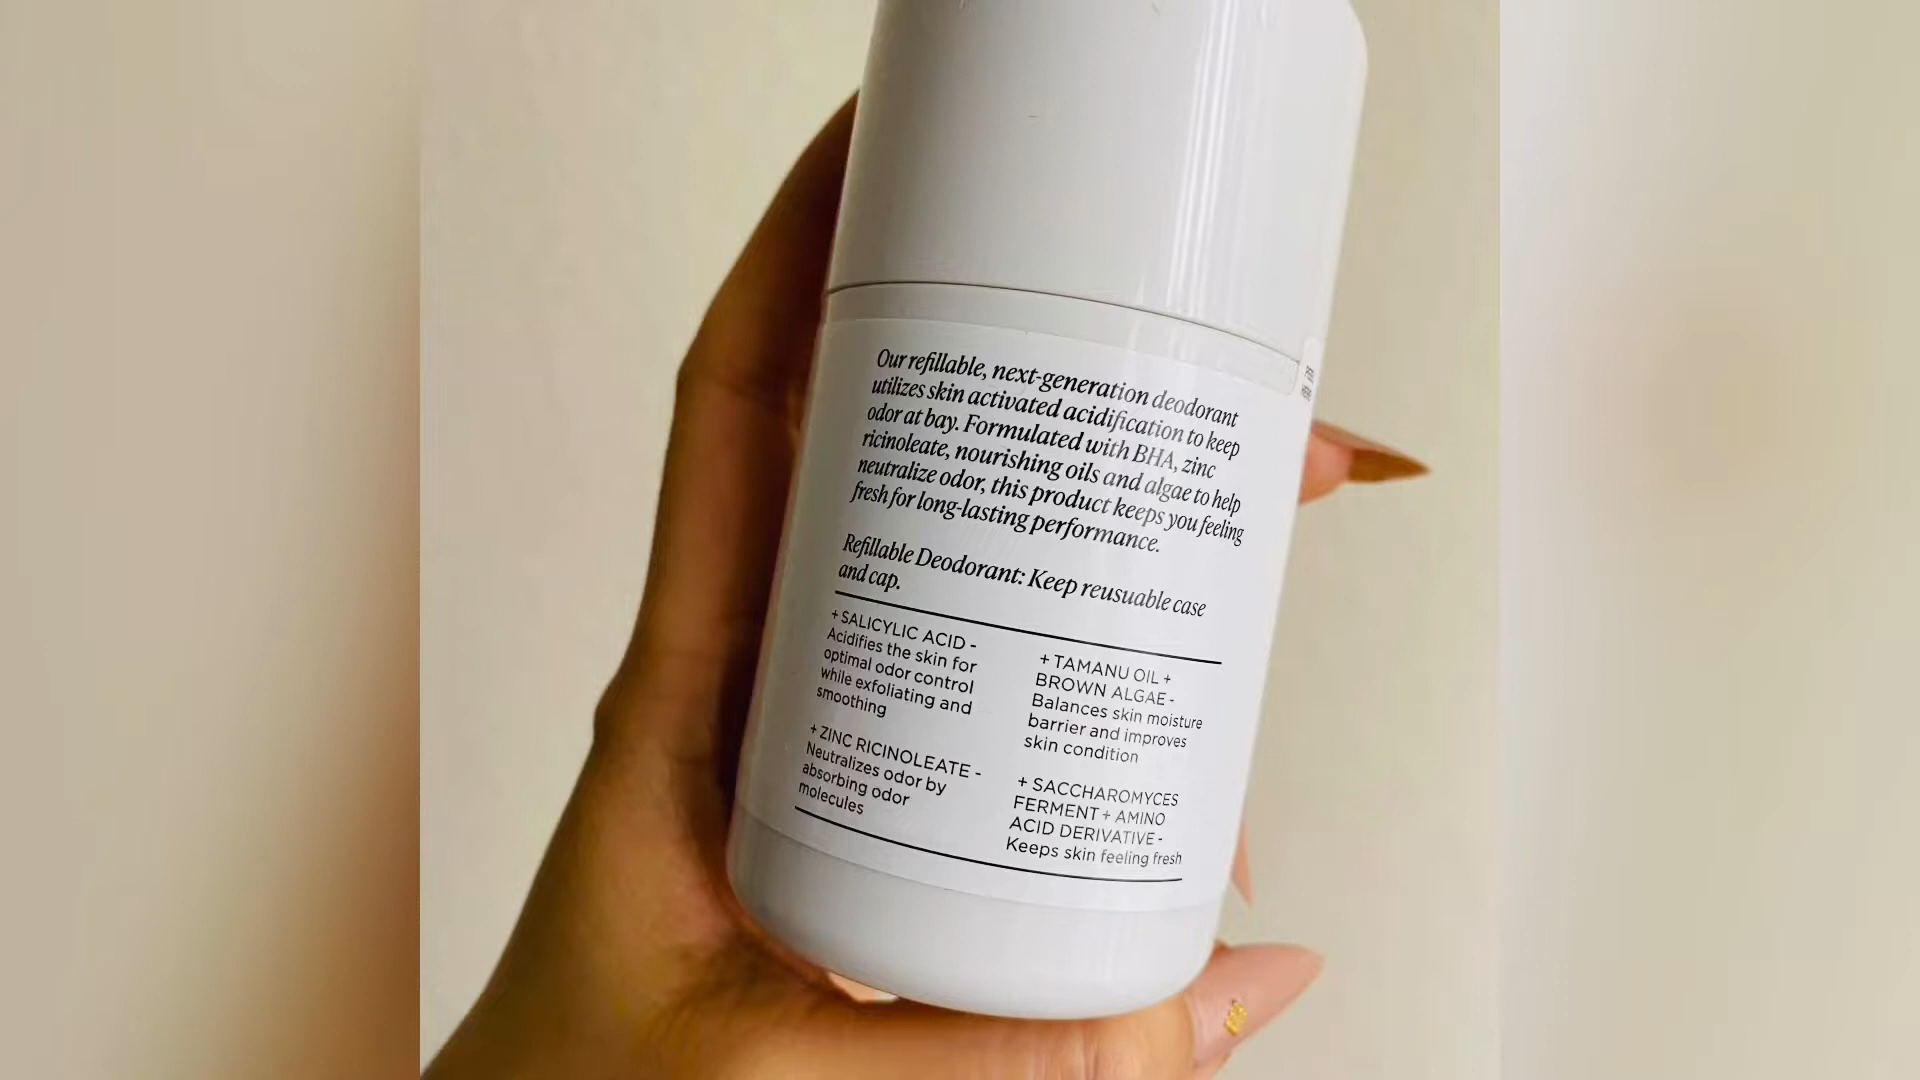 Our refillable, next-generation deodorant
utilizes skin activated acidification to keep
odor at bay. Formulated with BHA, zinc
ricinoleate, nourishing oils and algae to help
neutralize odor, this product keeps you feeling
fresh for long-lasting performance.
Refillable Deodorant: Keep reusuable case
and cap.
+ SALICYLIC ACID -
Acidifies the skin for
optimal odor control
while exfoliating and
smoothing
+ ZINC RICINOLEATE -
Neutralizes odor by
absorbing odor
molecules
+ TAMANU OIL +
BROWN ALGAE -
Balances skin moisture
barrier and improves
skin condition
+ SACCHAROMYCES
FERMENT + AMINO
ACID DERIVATIVE -
Keeps skin feeling fresh